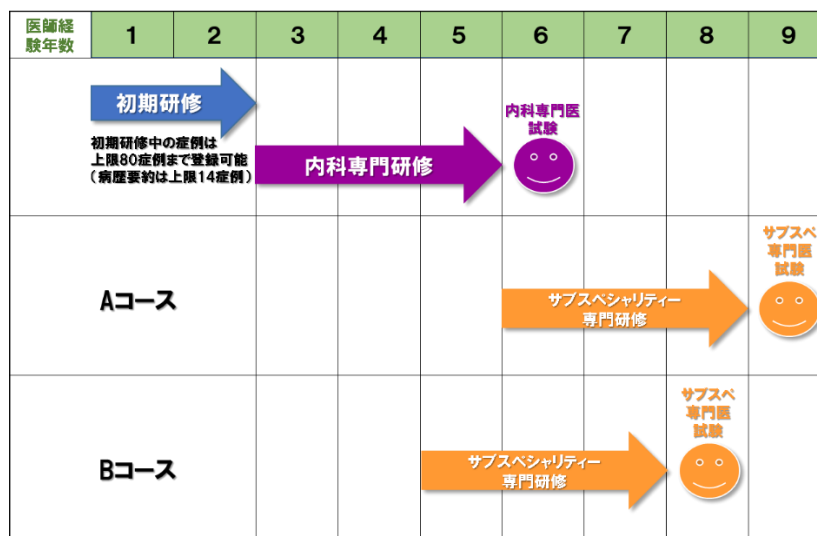 医師経
験年数
1 2 3 4 5 6 7 8 9
初期研修
初期研修中の症例は
上限80症例まで登録可能
(病歴要約は上限14症例)
内科専門研修
内科専門医
試験
Aコース
サブスペシャリティー
専門研修
サブスペ
専門医
試験
Bコース
サブスペシャリティー
専門研修
サブスペ
専門医
試験